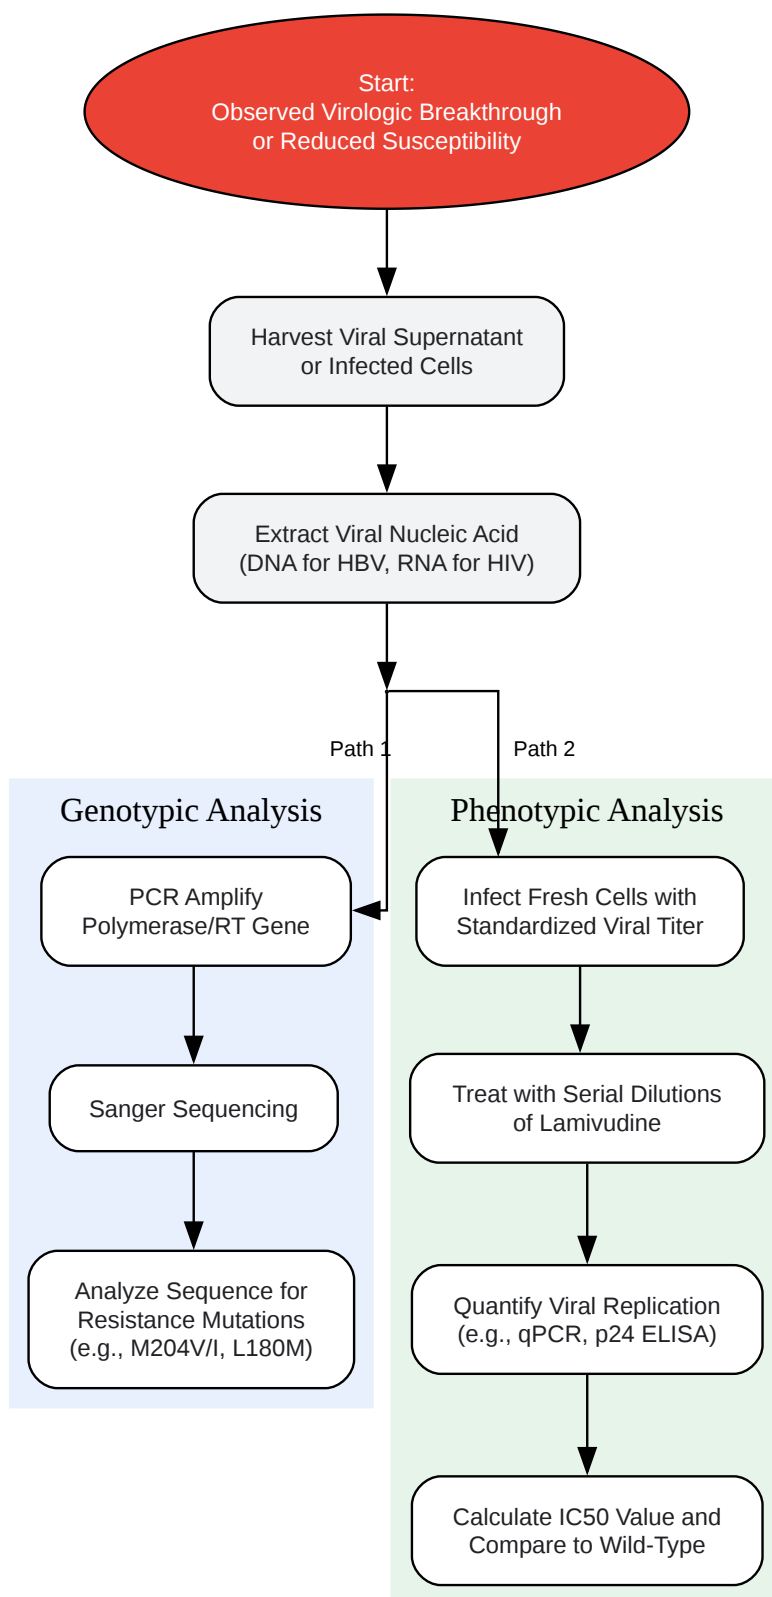 Start:
Observed Virologic Breakthrough
or Reduced Susceptibility
Harvest Viral Supernatant
or Infected Cells
Extract Viral Nucleic Acid
(DNA for HBV, RNA for HIV)
Path 1
Path 2
Genotypic Analysis
PCR Amplify
Polymerase/RT Gene
Sanger Sequencing
Analyze Sequence for
Resistance Mutations
(e.g., M204V/I, L180M)
Phenotypic Analysis
Infect Fresh Cells with
Standardized Viral Titer
Treat with Serial Dilutions
of Lamivudine
Quantify Viral Replication
(e.g., qPCR, p24 ELISA)
Calculate IC50 Value and
Compare to Wild-Type